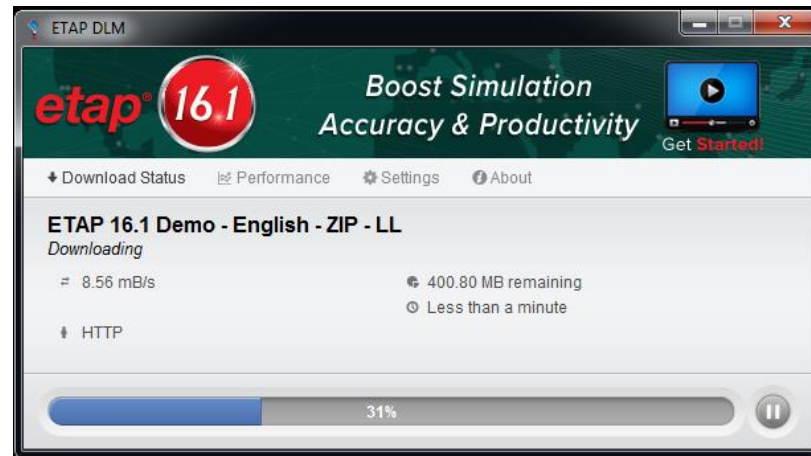 ETAP DLM
etap® 16.1
Boost Simulation
Accuracy & Productivity
Get Started!
Download Status Performance Settings About
ETAP 16.1 Demo - English - ZIP - LL
Downloading
8.56 mB/s 400.80 MB remaining
Less than a minute
HTTP
31%